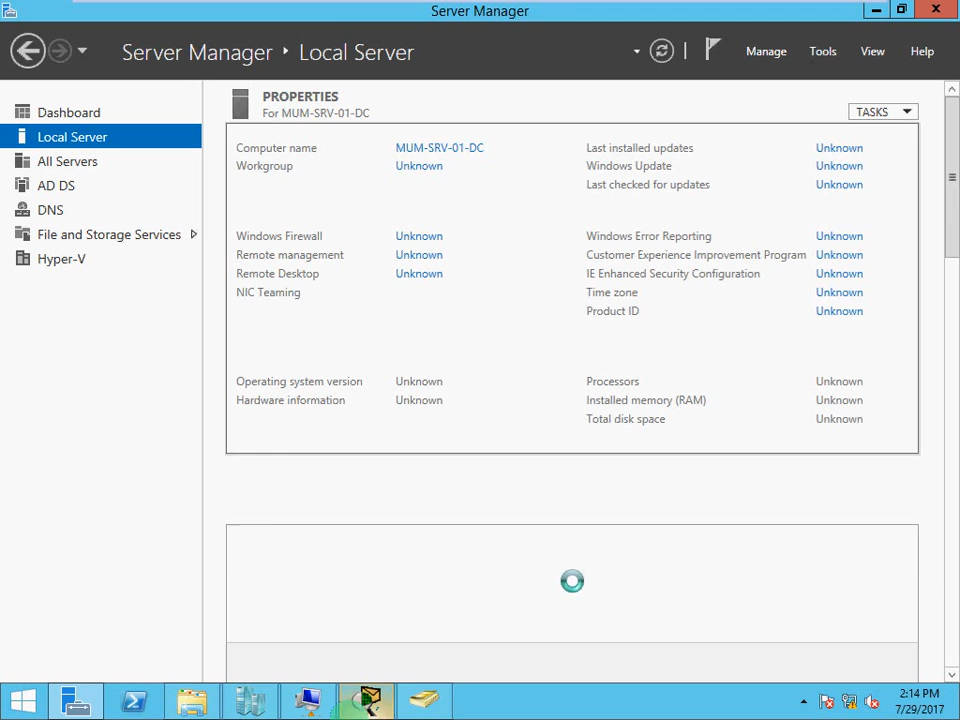 Server Manager
Server Manager ‣ Local Server
Manage Tools View Help
Dashboard
Local Server
All Servers
AD DS
DNS
File and Storage Services
Hyper-V
PROPERTIES
For MUM-SRV-01-DC
TASKS
Computer name MUM-SRV-01-DC
Workgroup Unknown
Last installed updates Unknown
Windows Update Unknown
Last checked for updates Unknown
Windows Firewall Unknown
Remote management Unknown
Remote Desktop Unknown
NIC Teaming
Windows Error Reporting Unknown
Customer Experience Improvement Program Unknown
IE Enhanced Security Configuration Unknown
Time zone Unknown
Product ID Unknown
Operating system version Unknown
Hardware information Unknown
Processors Unknown
Installed memory (RAM) Unknown
Total disk space Unknown
2:14 PM
7/29/2017